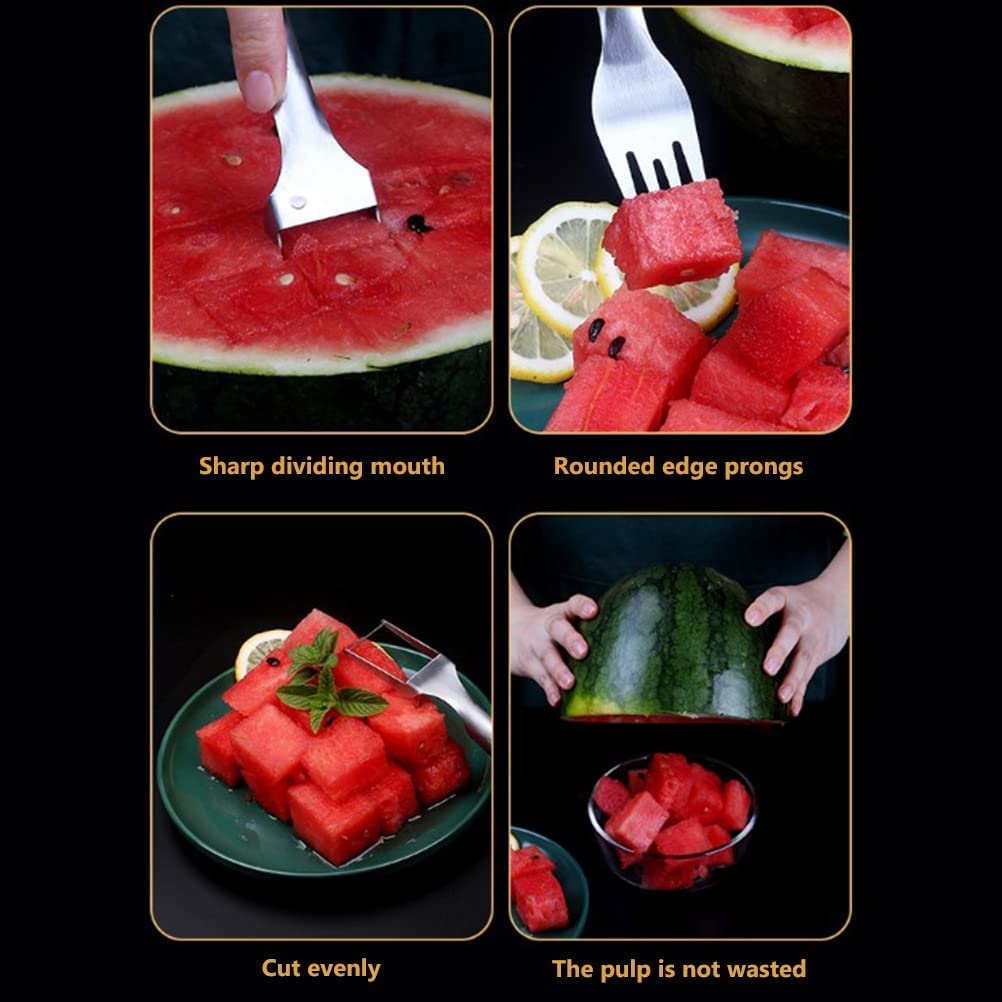 Sharp dividing mouth
Rounded edge prongs
Cut evenly
The pulp is not wasted